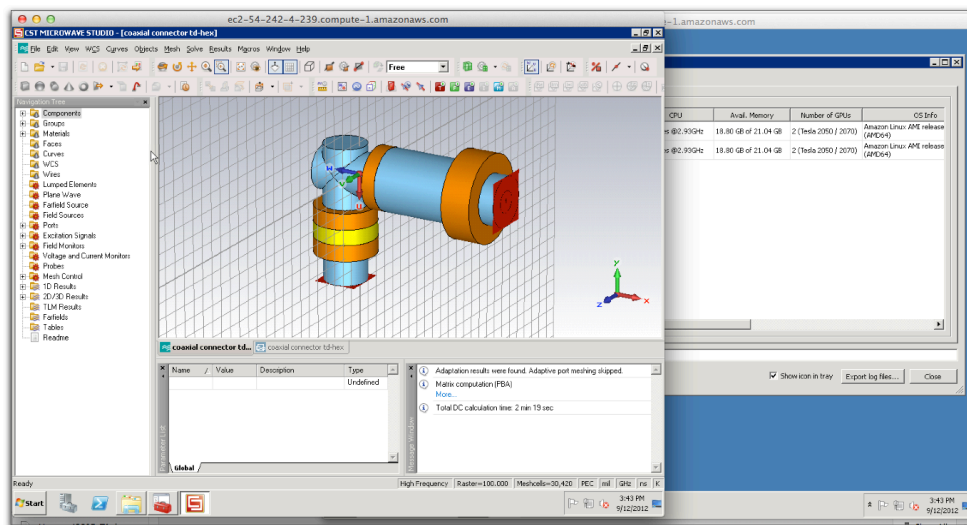 ec2-54-242-4-239.compute-1.amazonaws.com
-1.amazonaws.com
CST MICROWAVE STUDIO - [coaxial connector td-hex]
File Edit View WCS Curves Objects Mesh Solve Results Macros Window Help
Free
Navigation Tree
Components
Groups
Materials
Faces
Curves
WCS
Wires
Lumped Elements
Plane Wave
Farfield Source
Field Sources
Ports
Excitation Signals
Field Monitors
Voltage and Current Monitors
Probes
Mesh Control
1D Results
2D/3D Results
TLM Results
Farfields
Tables
Readme
w
v
u
y
x
z
CPU Avail. Memory Number of GPUs OS Info
es @2.93GHz 18.80 GB of 21.04 GB 2 (Tesla 2050 / 2070) Amazon Linux AMI release
(AMD64)
es @2.93GHz 18.80 GB of 21.04 GB 2 (Tesla 2050 / 2070) Amazon Linux AMI release
(AMD64)
Show icon in tray Export log files... Close
coaxial connector td... coaxial connector td-hex
Parameter List
Name / Value Description Type
Undefined
Global
Message Window
Adaptation results were found. Adaptive port meshing skipped.
Matrix computation (PBA)
More...
Total DC calculation time: 2 min 19 sec
Ready
High Frequency Raster=100.000 Meshcells=30,420 PEC mil GHz ns K
Start
3:43 PM
9/12/2012
3:43 PM
9/12/2012